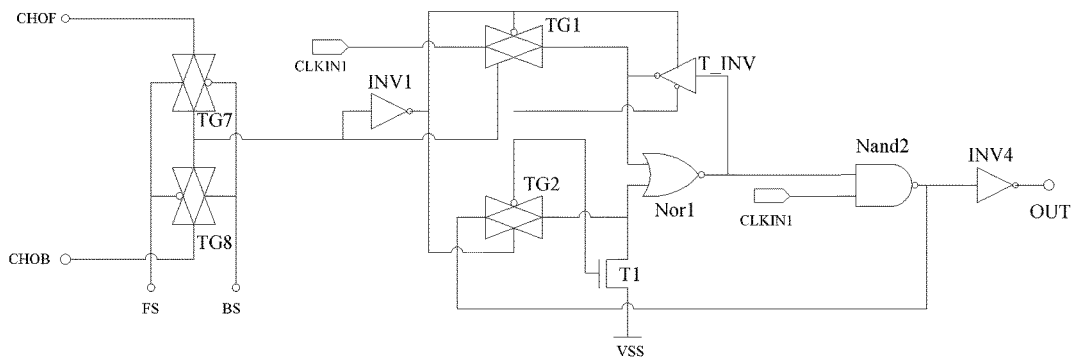 CHOF
TG1
CLKIN1
T_INV
INV1
TG7
Nand2
INV4
TG2
Nor1
CLKIN1
OUT
TG8
CHOB
T1
FS
BS
VSS